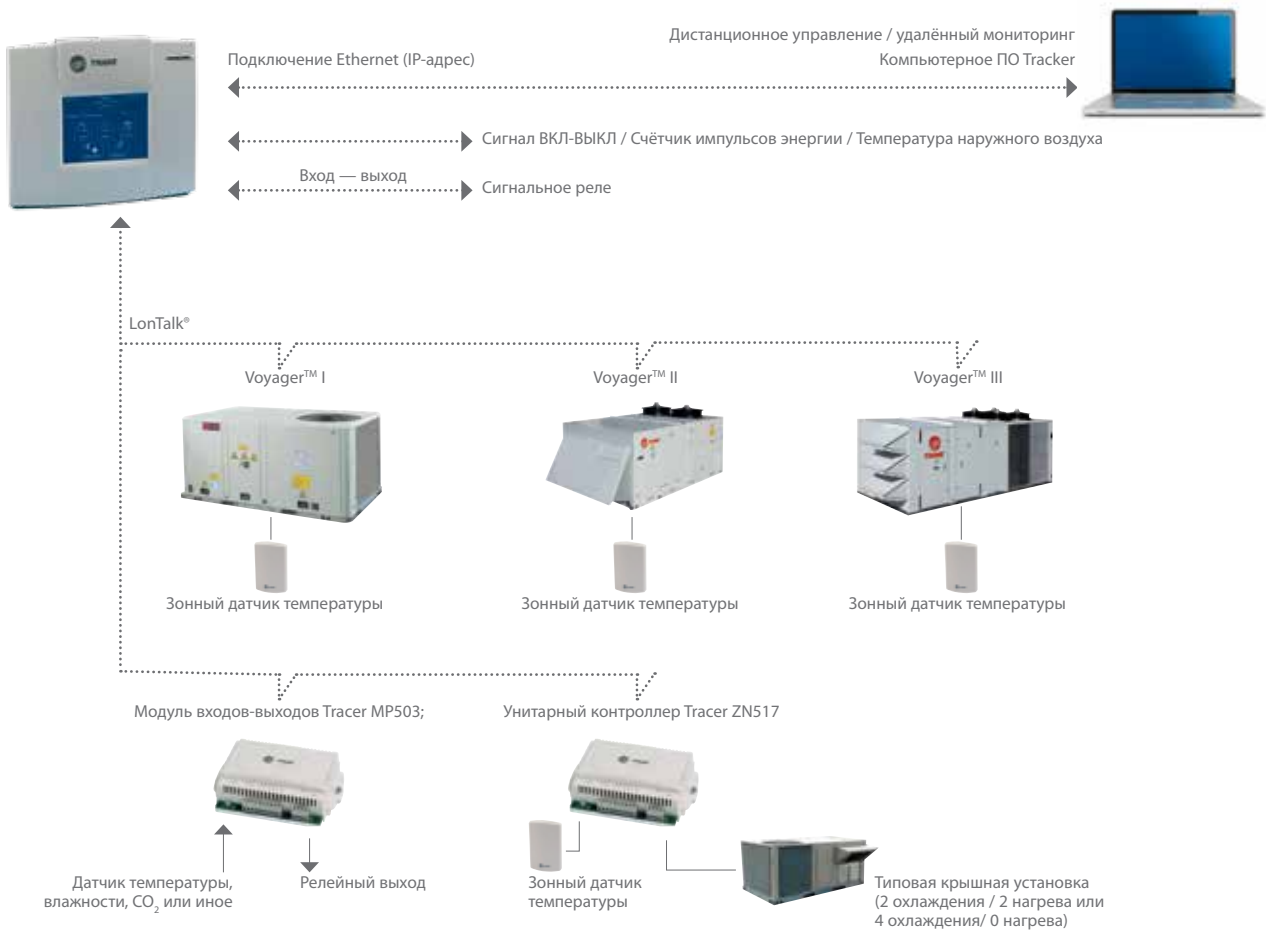 Дистанционное управление / удалённый мониторинг
Подключение Ethernet (IP-адрес)
Компьютерное ПО Tracker
TRANE
Сигнал ВКЛ-ВЫКЛ / Счётчик импульсов энергии / Температура наружного воздуха
Вход — выход
Сигнальное реле
LonTalk®
Voyager™ I
Voyager™ II
Voyager™ III
Зонный датчик температуры
Зонный датчик температуры
Зонный датчик температуры
Модуль входов-выходов Tracer MP503;
Унитарный контроллер Tracer ZN517
Датчик температуры,
влажности, CO₂ или иное
Релейный выход
Зонный датчик
температуры
Типовая крышная установка
(2 охлаждения / 2 нагрева или
4 охлаждения/ 0 нагрева)